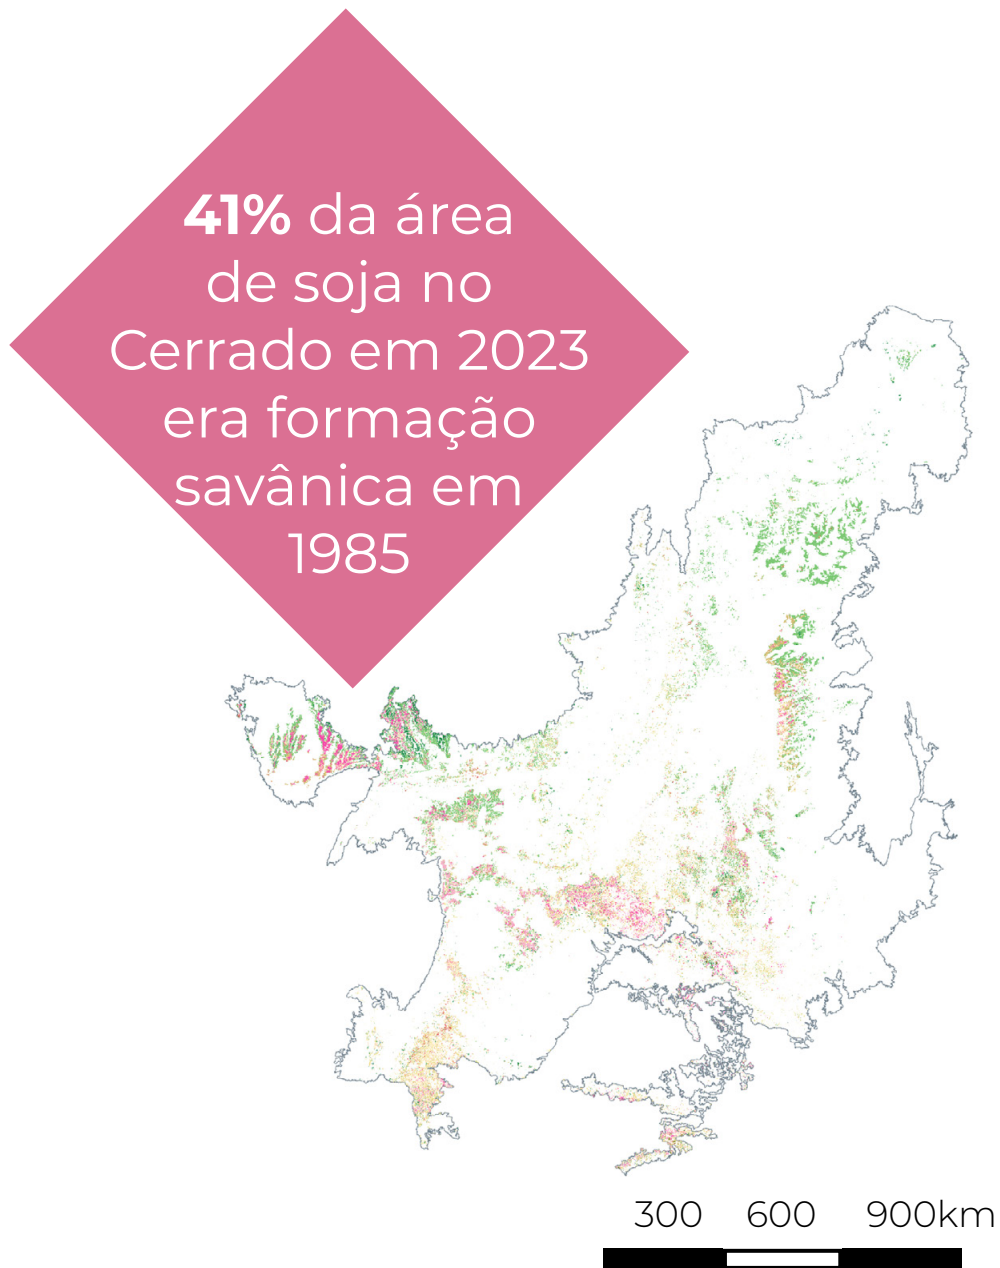 41% da área
de soja no
Cerrado em 2023
era formação
savânica em
1985
300 600 900km